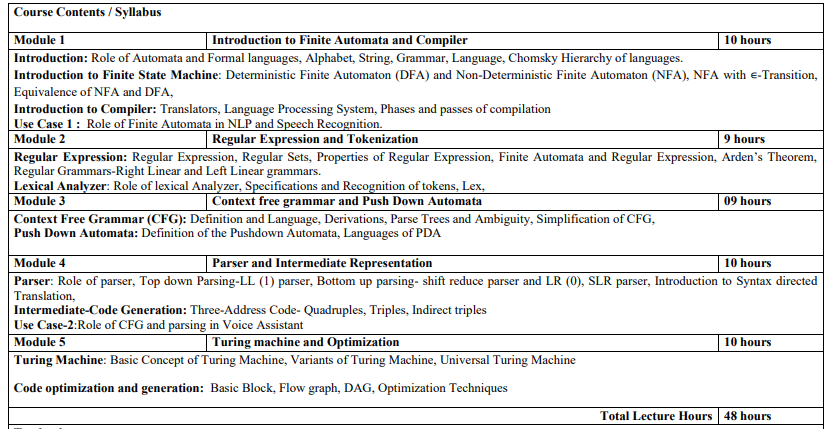 Course Contents / Syllabus
Module 1 Introduction to Finite Automata and Compiler 10 hours
Introduction: Role of Automata and Formal languages, Alphabet, String, Grammar, Language, Chomsky Hierarchy of languages.
Introduction to Finite State Machine: Deterministic Finite Automaton (DFA) and Non-Deterministic Finite Automaton (NFA), NFA with ϵ-Transition,
Equivalence of NFA and DFA,
Introduction to Compiler: Translators, Language Processing System, Phases and passes of compilation
Use Case 1 : Role of Finite Automata in NLP and Speech Recognition.
Module 2 Regular Expression and Tokenization 9 hours
Regular Expression: Regular Expression, Regular Sets, Properties of Regular Expression, Finite Automata and Regular Expression, Arden's Theorem,
Regular Grammars-Right Linear and Left Linear grammars.
Lexical Analyzer: Role of lexical Analyzer, Specifications and Recognition of tokens, Lex,
Module 3 Context free grammar and Push Down Automata 09 hours
Context Free Grammar (CFG): Definition and Language, Derivations, Parse Trees and Ambiguity, Simplification of CFG,
Push Down Automata: Definition of the Pushdown Automata, Languages of PDA
Module 4 Parser and Intermediate Representation 10 hours
Parser: Role of parser, Top down Parsing-LL (1) parser, Bottom up parsing- shift reduce parser and LR (0), SLR parser, Introduction to Syntax directed
Translation,
Intermediate-Code Generation: Three-Address Code- Quadruples, Triples, Indirect triples
Use Case-2:Role of CFG and parsing in Voice Assistant
Module 5 Turing machine and Optimization 10 hours
Turing Machine: Basic Concept of Turing Machine, Variants of Turing Machine, Universal Turing Machine
Code optimization and generation: Basic Block, Flow graph, DAG, Optimization Techniques
Total Lecture Hours 48 hours